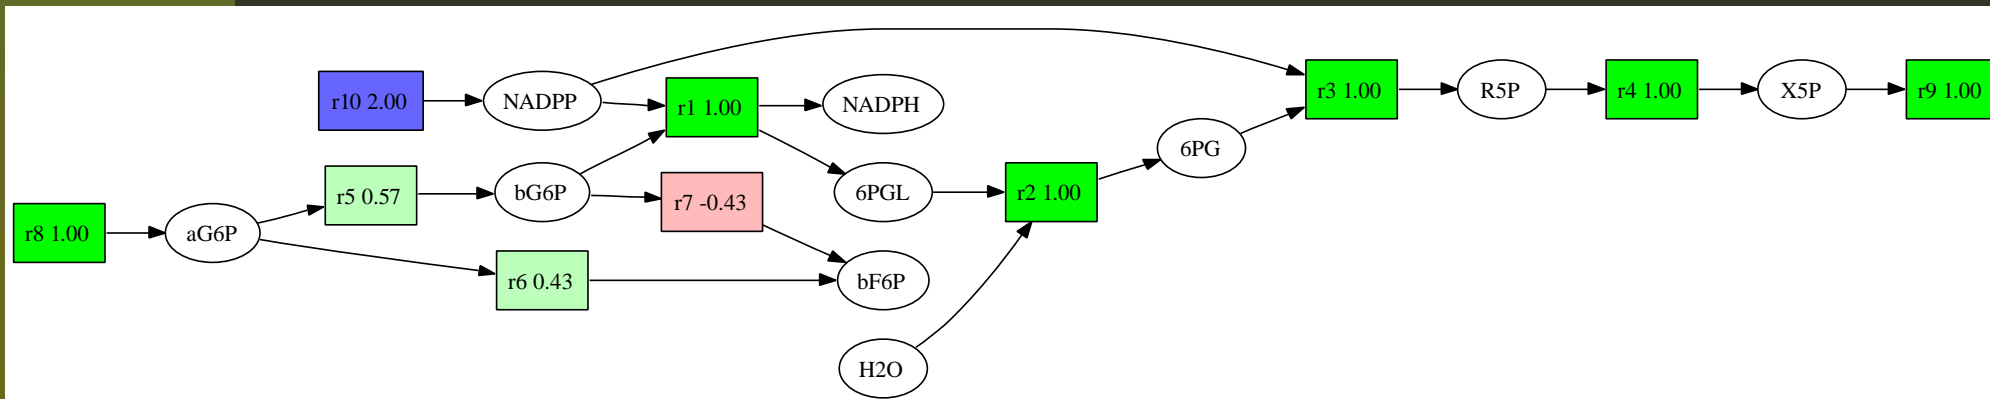 r10 2.00
NADPP
r1 1.00
NADPH
r3 1.00
R5P
r4 1.00
X5P
r9 1.00
6PG
r8 1.00
aG6P
r5 0.57
bG6P
r7 -0.43
6PGL
r2 1.00
r6 0.43
bF6P
H2O